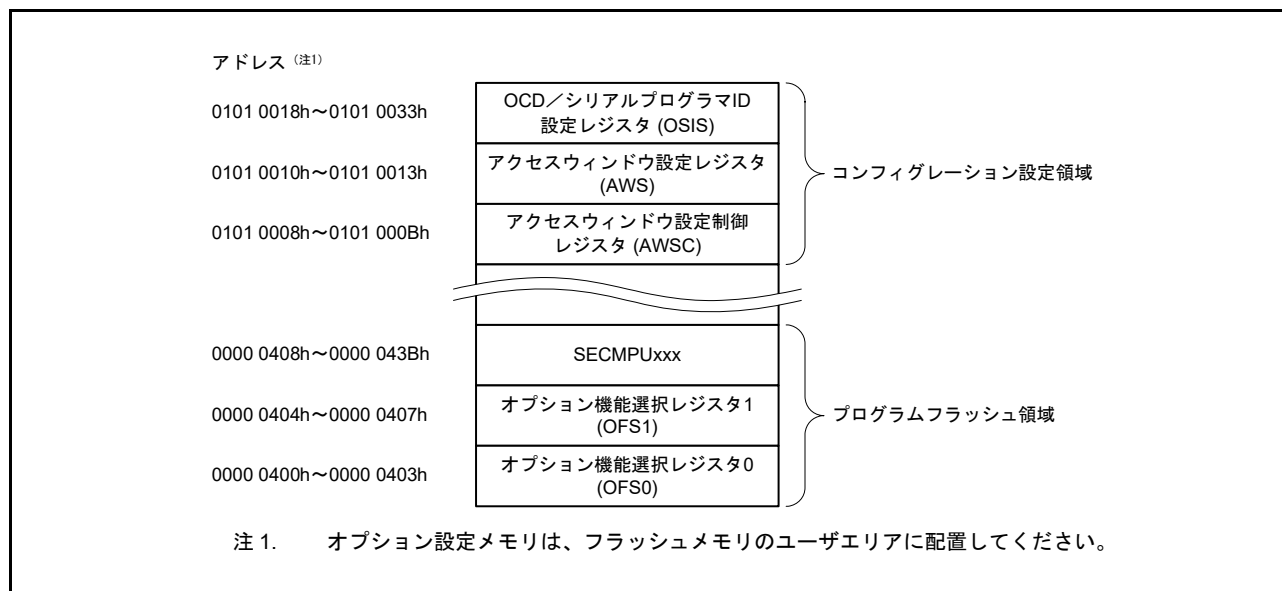 アドレス（注1）
0101 0018h～0101 0033h
OCD／シリアルプログラマID
設定レジスタ (OSIS)
0101 0010h～0101 0013h
アクセスウィンドウ設定レジスタ
(AWS)
コンフィグレーション設定領域
0101 0008h～0101 000Bh
アクセスウィンドウ設定制御
レジスタ (AWSC)
0000 0408h～0000 043Bh
SECMPUxxx
0000 0404h～0000 0407h
オプション機能選択レジスタ1
(OFS1)
プログラムフラッシュ領域
0000 0400h～0000 0403h
オプション機能選択レジスタ0
(OFS0)
注 1. オプション設定メモリは、フラッシュメモリのユーザエリアに配置してください。